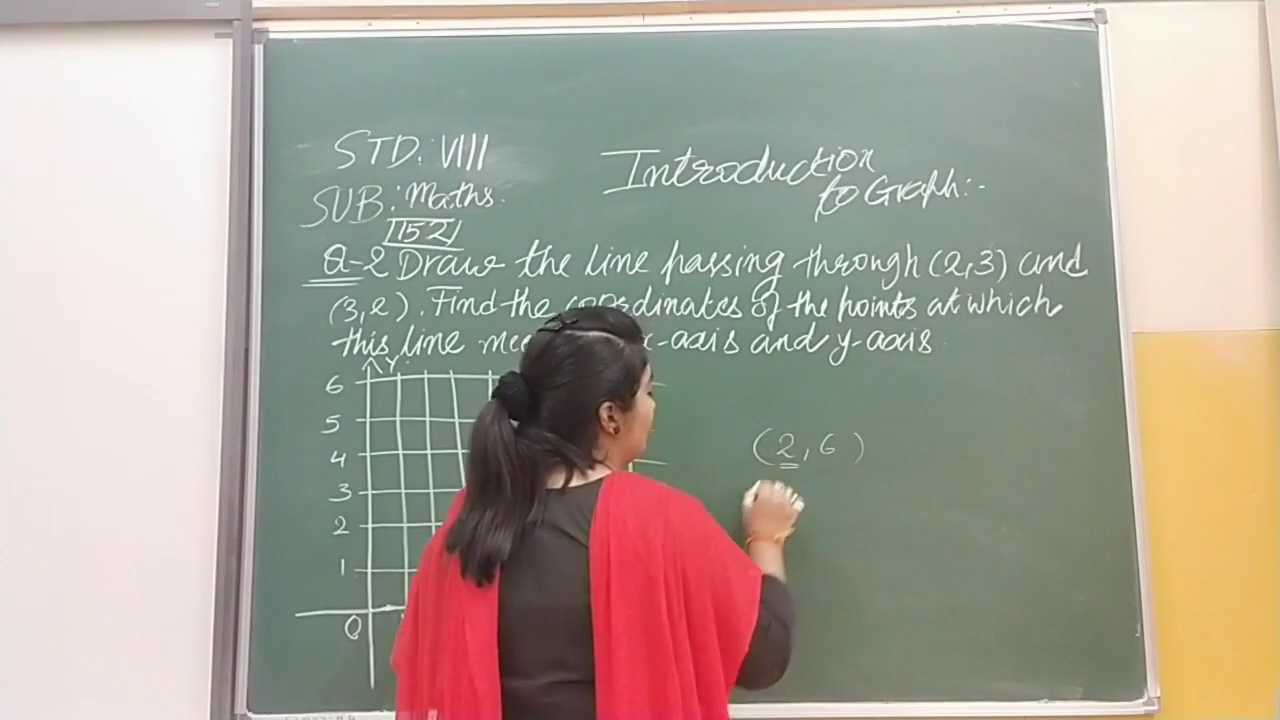 STD: VIII
SUB: Maths.
Introduction
to Graph:-
15.2
Q-2 Draw the line passing through (2,3) and
(3,2). Find the coordinates of the points at which
this line x-axis and y-axis
Y
6
5
4
3
2
1
0
(2,6)